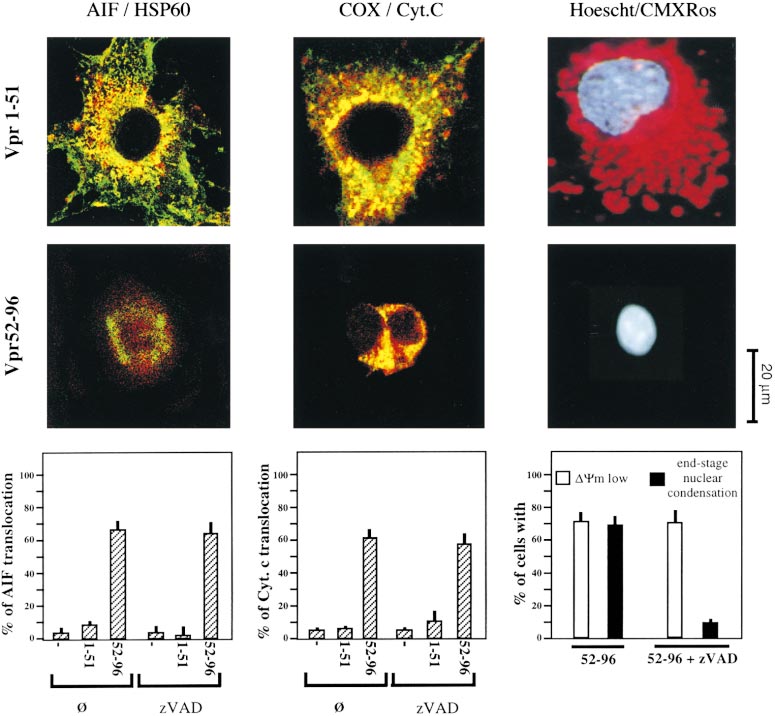 AIF / HSP60
COX / Cyt.C
Hoescht/CMXRos
Vpr 1-51
Vpr52-96
20 µm
% of AIF translocation
100
80
60
40
20
0
-
1-51
52-96
-
1-51
52-96
ø
zVAD
% of Cyt. c translocation
100
80
60
40
20
0
-
1-51
52-96
-
1-51
52-96
ø
zVAD
% of cells with
100
80
60
40
20
0
ΔΨm low
end-stage
nuclear
condensation
52-96
52-96 + zVAD